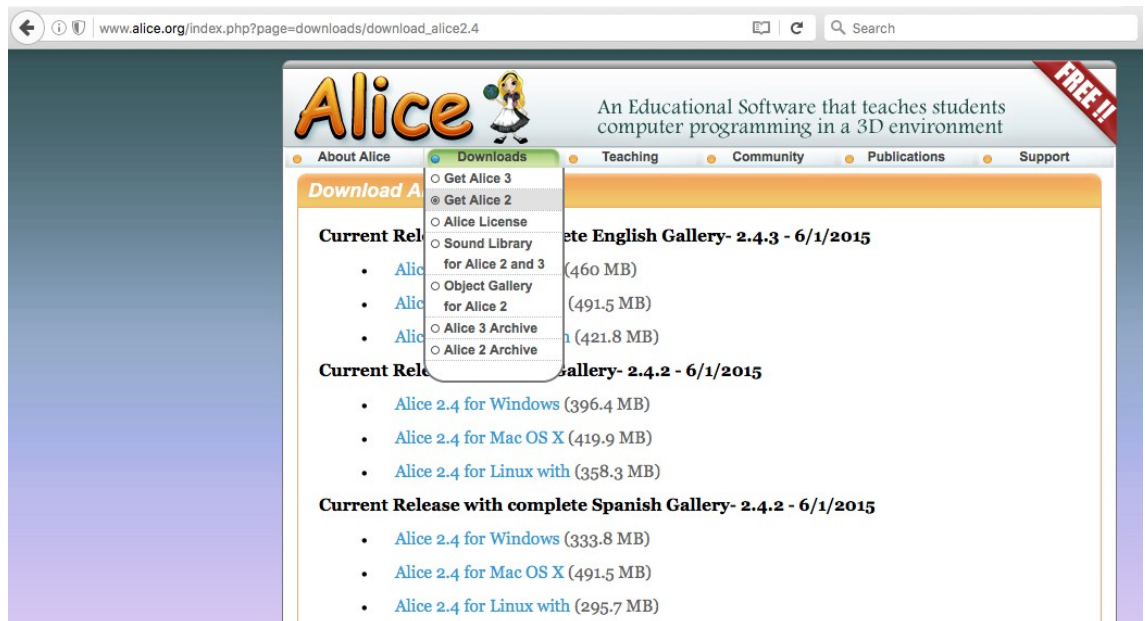 www.alice.org/index.php?page=downloads/download_alice2.4
Search
Alice
An Educational Software that teaches students
computer programming in a 3D environment
FREE !!
About Alice
Downloads
Teaching
Community
Publications
Support
Get Alice 3
Get Alice 2
Alice License
Sound Library
for Alice 2 and 3
Object Gallery
for Alice 2
Alice 3 Archive
Alice 2 Archive
Download
Current English Gallery- 2.4.3 - 6/1/2015
(460 MB)
(491.5 MB)
(421.8 MB)
Current 2.4.2 - 6/1/2015
Alice 2.4 for Windows (396.4 MB)
Alice 2.4 for Mac OS X (419.9 MB)
Alice 2.4 for Linux with (358.3 MB)
Current Release with complete Spanish Gallery- 2.4.2 - 6/1/2015
Alice 2.4 for Windows (333.8 MB)
Alice 2.4 for Mac OS X (491.5 MB)
Alice 2.4 for Linux with (295.7 MB)